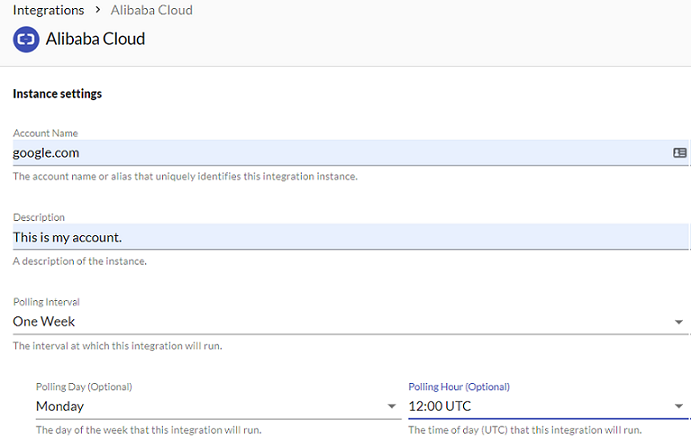 Integrations > Alibaba Cloud
Alibaba Cloud
Instance settings
Account Name
google.com
The account name or alias that uniquely identifies this integration instance.
Description
This is my account.
A description of the instance.
Polling Interval
One Week
The interval at which this integration will run.
Polling Day (Optional) Polling Hour (Optional)
Monday 12:00 UTC
The day of the week that this integration will run. The time of day (UTC) that this integration will run.